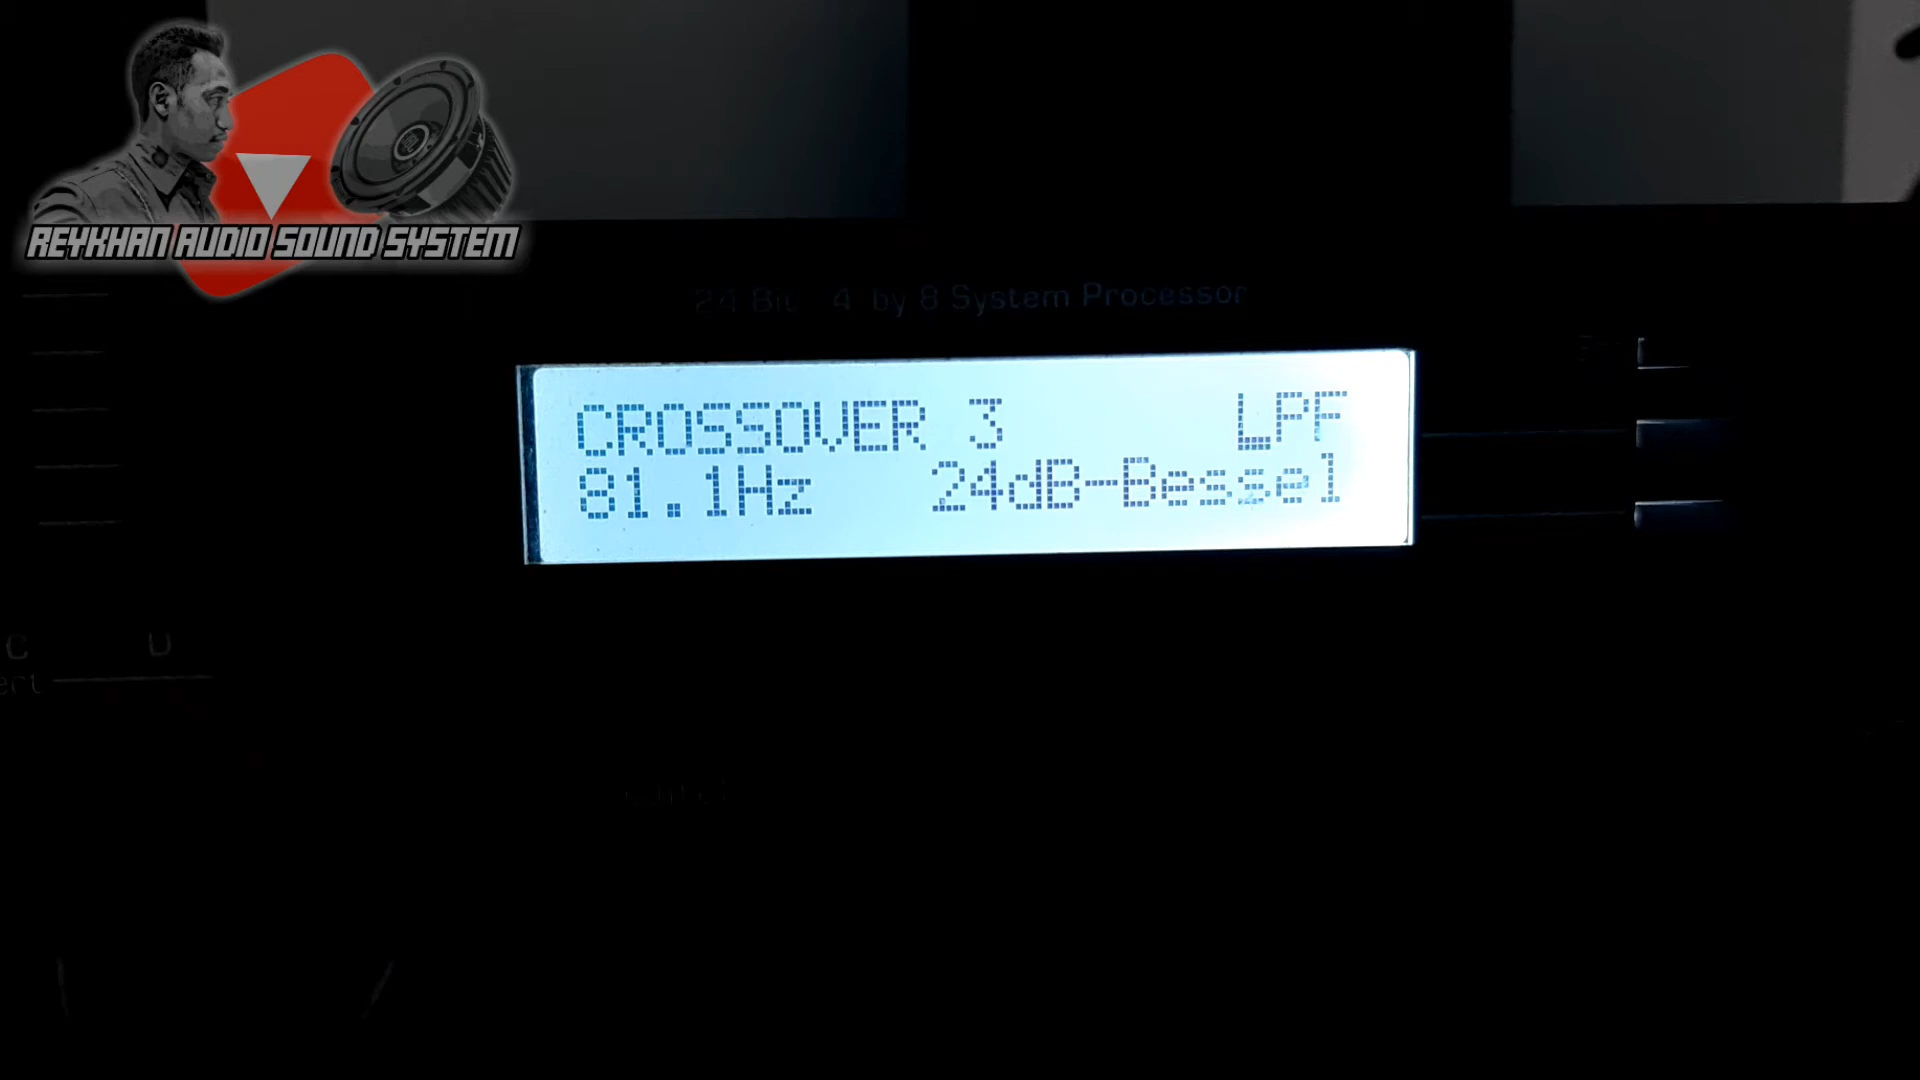 REYKHAN AUDIO SOUND SYSTEM
24 Bit 4 by 8 System Processor
CROSSOVER 3 LPF
81.1Hz 24dB-Bessel
C D